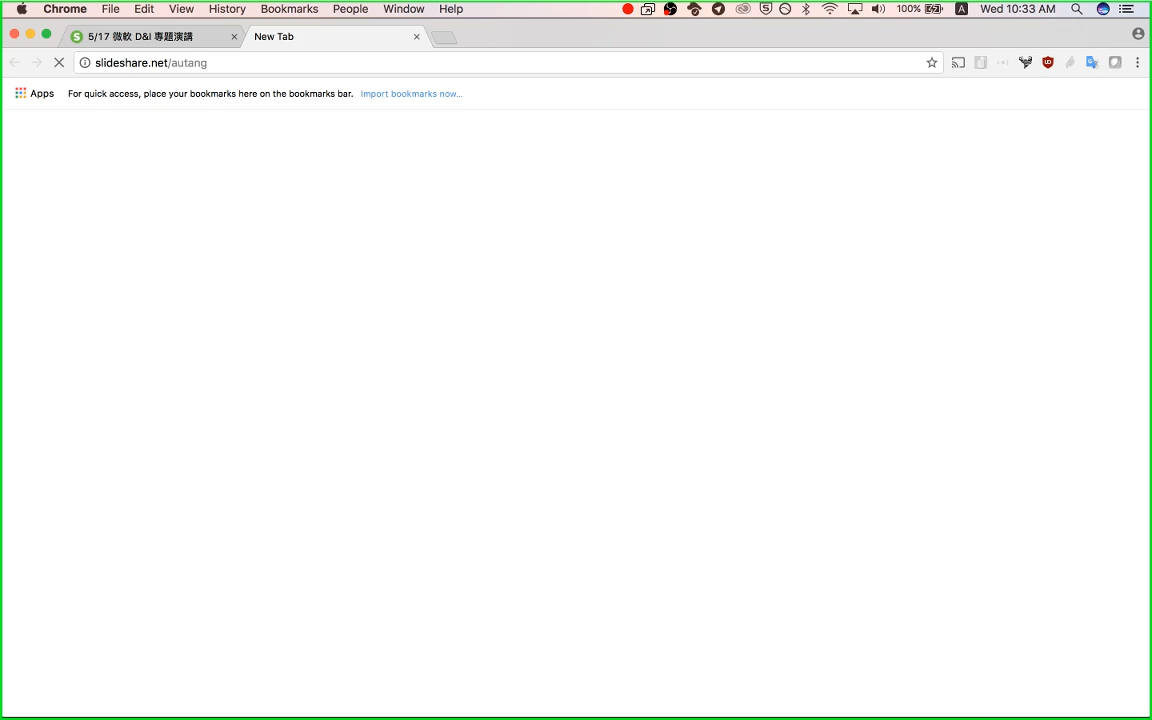 Chrome File Edit View History Bookmarks People Window Help 100% A Wed 10:33 AM
5/17 微軟 D&I 專題演講 New Tab
slideshare.net/autang
Apps For quick access, place your bookmarks here on the bookmarks bar. Import bookmarks now...